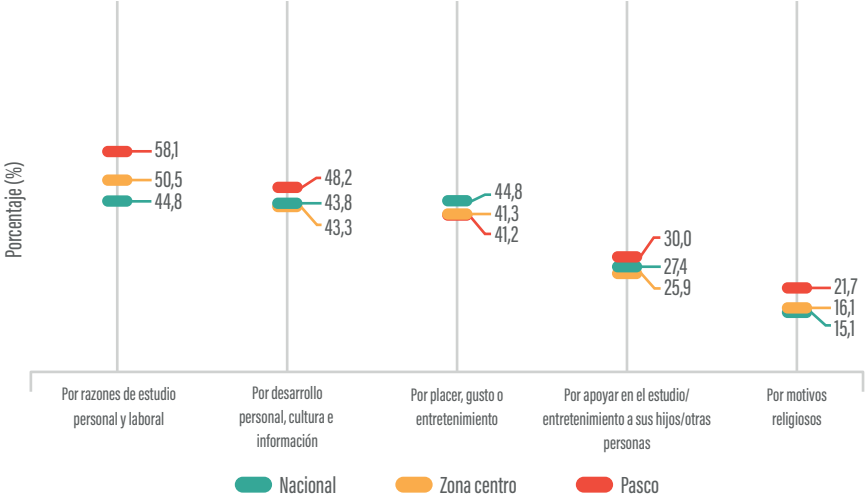 Porcentaje (%)
58,1
50,5
44,8
48,2
43,8
43,3
44,8
41,3
41,2
30,0
27,4
25,9
21,7
16,1
15,1
Por razones de estudio
personal y laboral
Por desarrollo
personal, cultura e
información
Por placer, gusto o
entretenimiento
Por apoyar en el estudio/
entretenimiento a sus hijos/otras
personas
Por motivos
religiosos
Nacional
Zona centro
Pasco